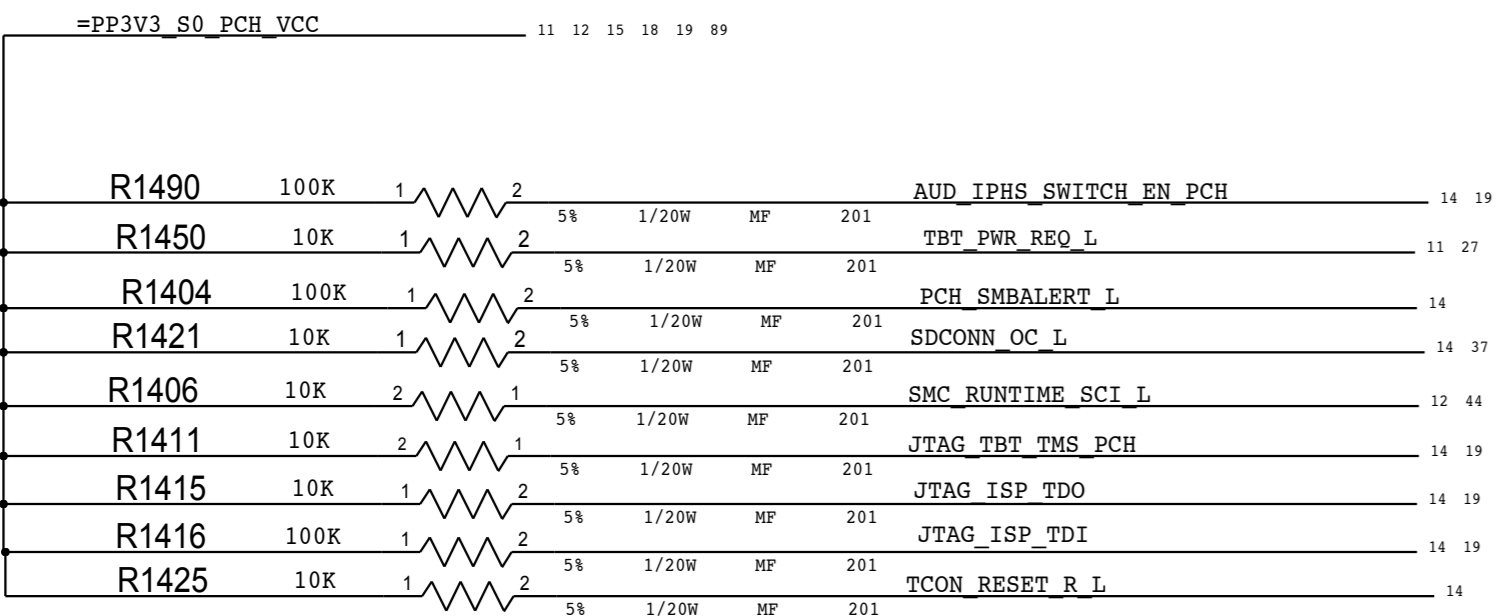 =PP3V3_S0_PCH_VCC 11 12 15 18 19 89
R1490 100K 1 2 AUD_IPHS_SWITCH_EN_PCH 14 19
5% 1/20W MF 201
R1450 10K 1 2 TBT_PWR_REQ_L 11 27
5% 1/20W MF 201
R1404 100K 1 2 PCH_SMBALERT_L 14
5% 1/20W MF 201
R1421 10K 1 2 SDCONN_OC_L 14 37
5% 1/20W MF 201
R1406 10K 2 1 SMC_RUNTIME_SCI_L 12 44
5% 1/20W MF 201
R1411 10K 2 1 JTAG_TBT_TMS_PCH 14 19
5% 1/20W MF 201
R1415 10K 1 2 JTAG_ISP_TDO 14 19
5% 1/20W MF 201
R1416 100K 1 2 JTAG_ISP_TDI 14 19
5% 1/20W MF 201
R1425 10K 1 2 TCON_RESET_R_L 14
5% 1/20W MF 201